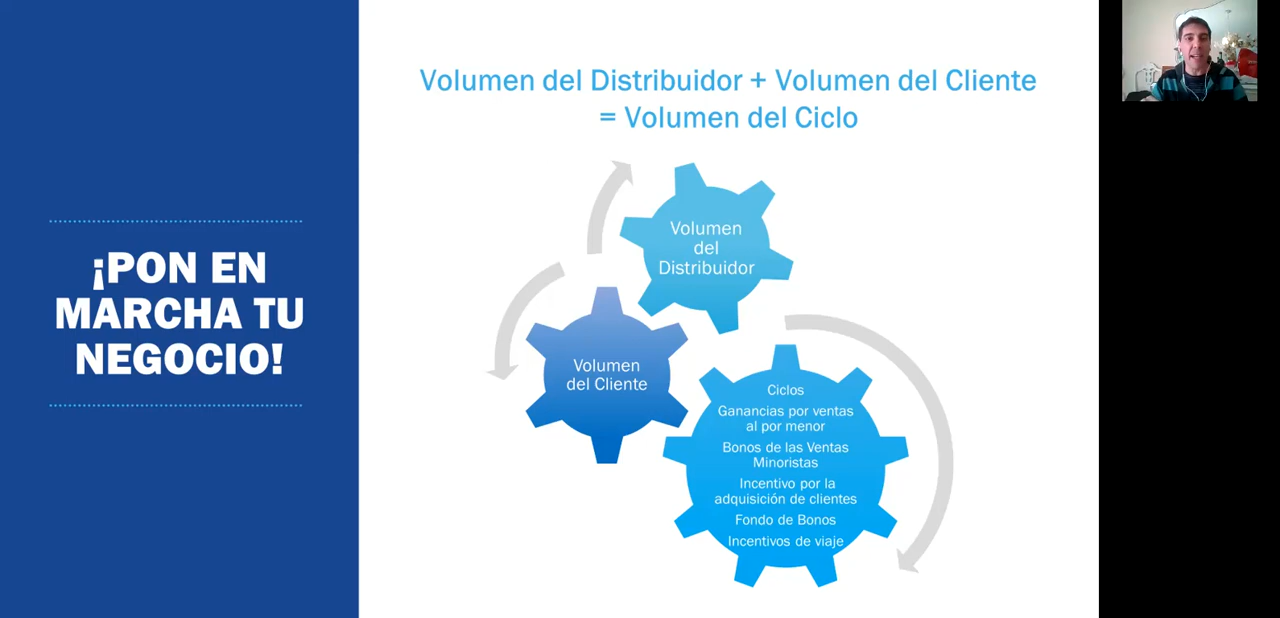 ¡PON EN
MARCHA TU
NEGOCIO!
Volumen del Distribuidor + Volumen del Cliente
= Volumen del Ciclo
Volumen
del
Distribuidor
Volumen
del Cliente
Ciclos
Ganancias por ventas
al por menor
Bonos de las Ventas
Minoristas
Incentivo por la
adquisición de clientes
Fondo de Bonos
Incentivos de viaje